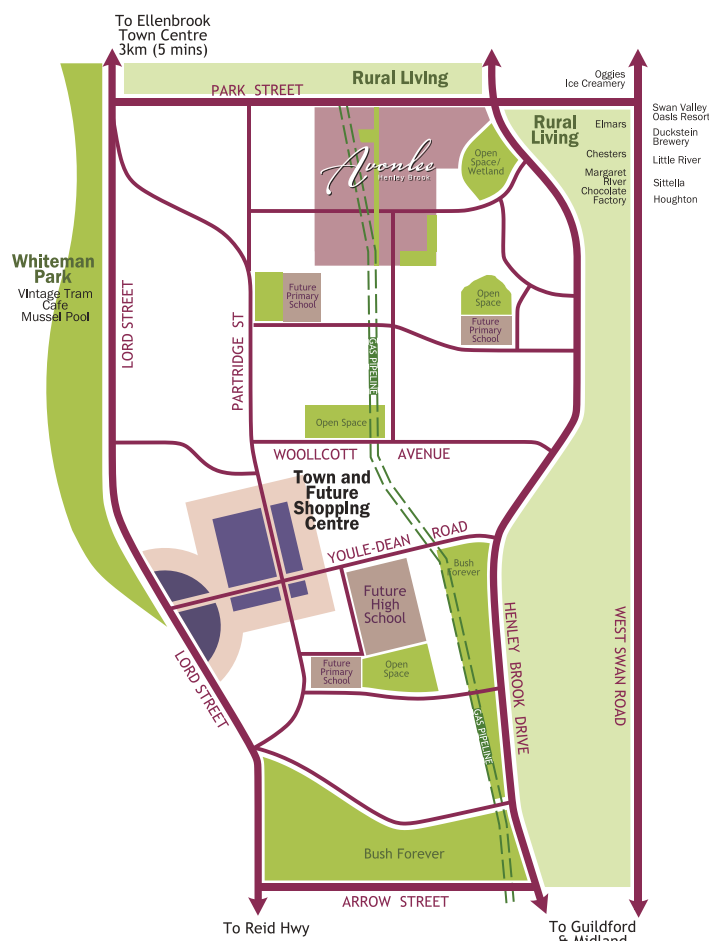 To Ellenbrook
Town Centre
3km (5 mins)
Rural Living
PARK STREET
Oggies
Ice Creamery
Swan Valley
Oasis Resort
Rural
Living
Elmars
Duckstein
Brewery
Avonlee
Henley Brook
Open
Space/
Wetland
Chesters
Little River
Margaret
River
Chocolate
Factory
Sittella
Houghton
Whiteman
Park
Vintage Tram
Cafe
Mussel Pool
LORD STREET
Future
Primary
School
Open
Space
Future
Primary
School
PARTRIDGE ST
GAS PIPELINE
Open Space
WOOLLCOTT AVENUE
Town and
Future
Shopping
Centre
YOULE-DEAN ROAD
Bush
Forever
Future
High
School
HENLEY BROOK DRIVE
WEST SWAN ROAD
LORD STREET
Future
Primary
School
Open
Space
GAS PIPELINE
Bush Forever
ARROW STREET
To Reid Hwy
To Guildford
& Midland